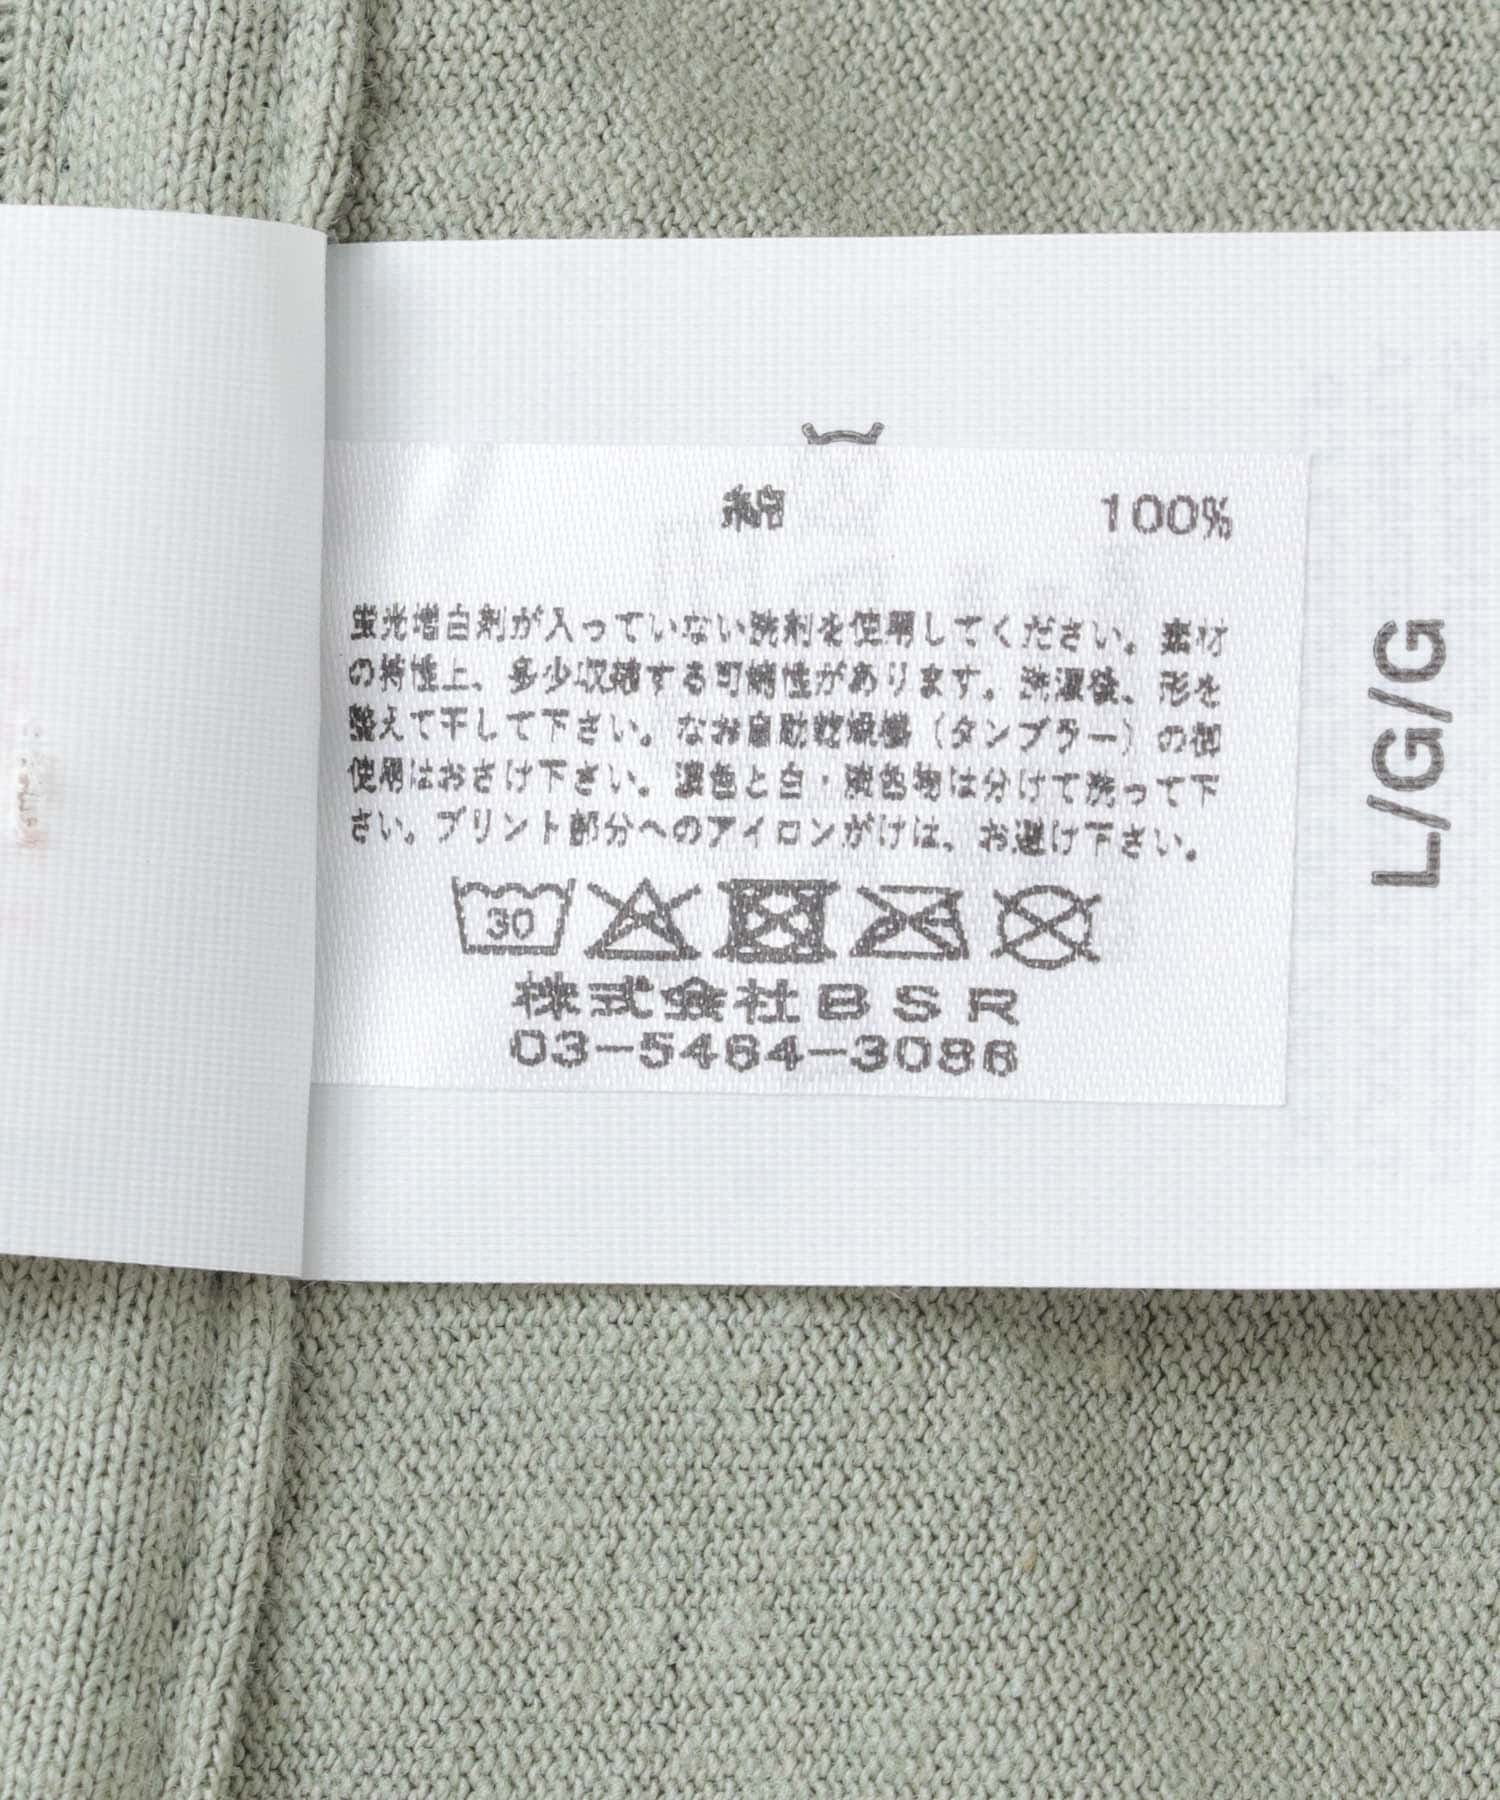 綿 100%
蛍光増白剤が入っていない洗剤を使用してください。素材
の特性上、多少収縮する可能性があります。洗濯後、形を
整えて干して下さい。なお自動乾燥機（タンブラー）の御
使用はおさけ下さい。濃色と白・淡色物は分けて洗って下
さい。プリント部分へのアイロンがけは、お避け下さい。
30
株式会社BSR
03-5464-3086
L/G/G